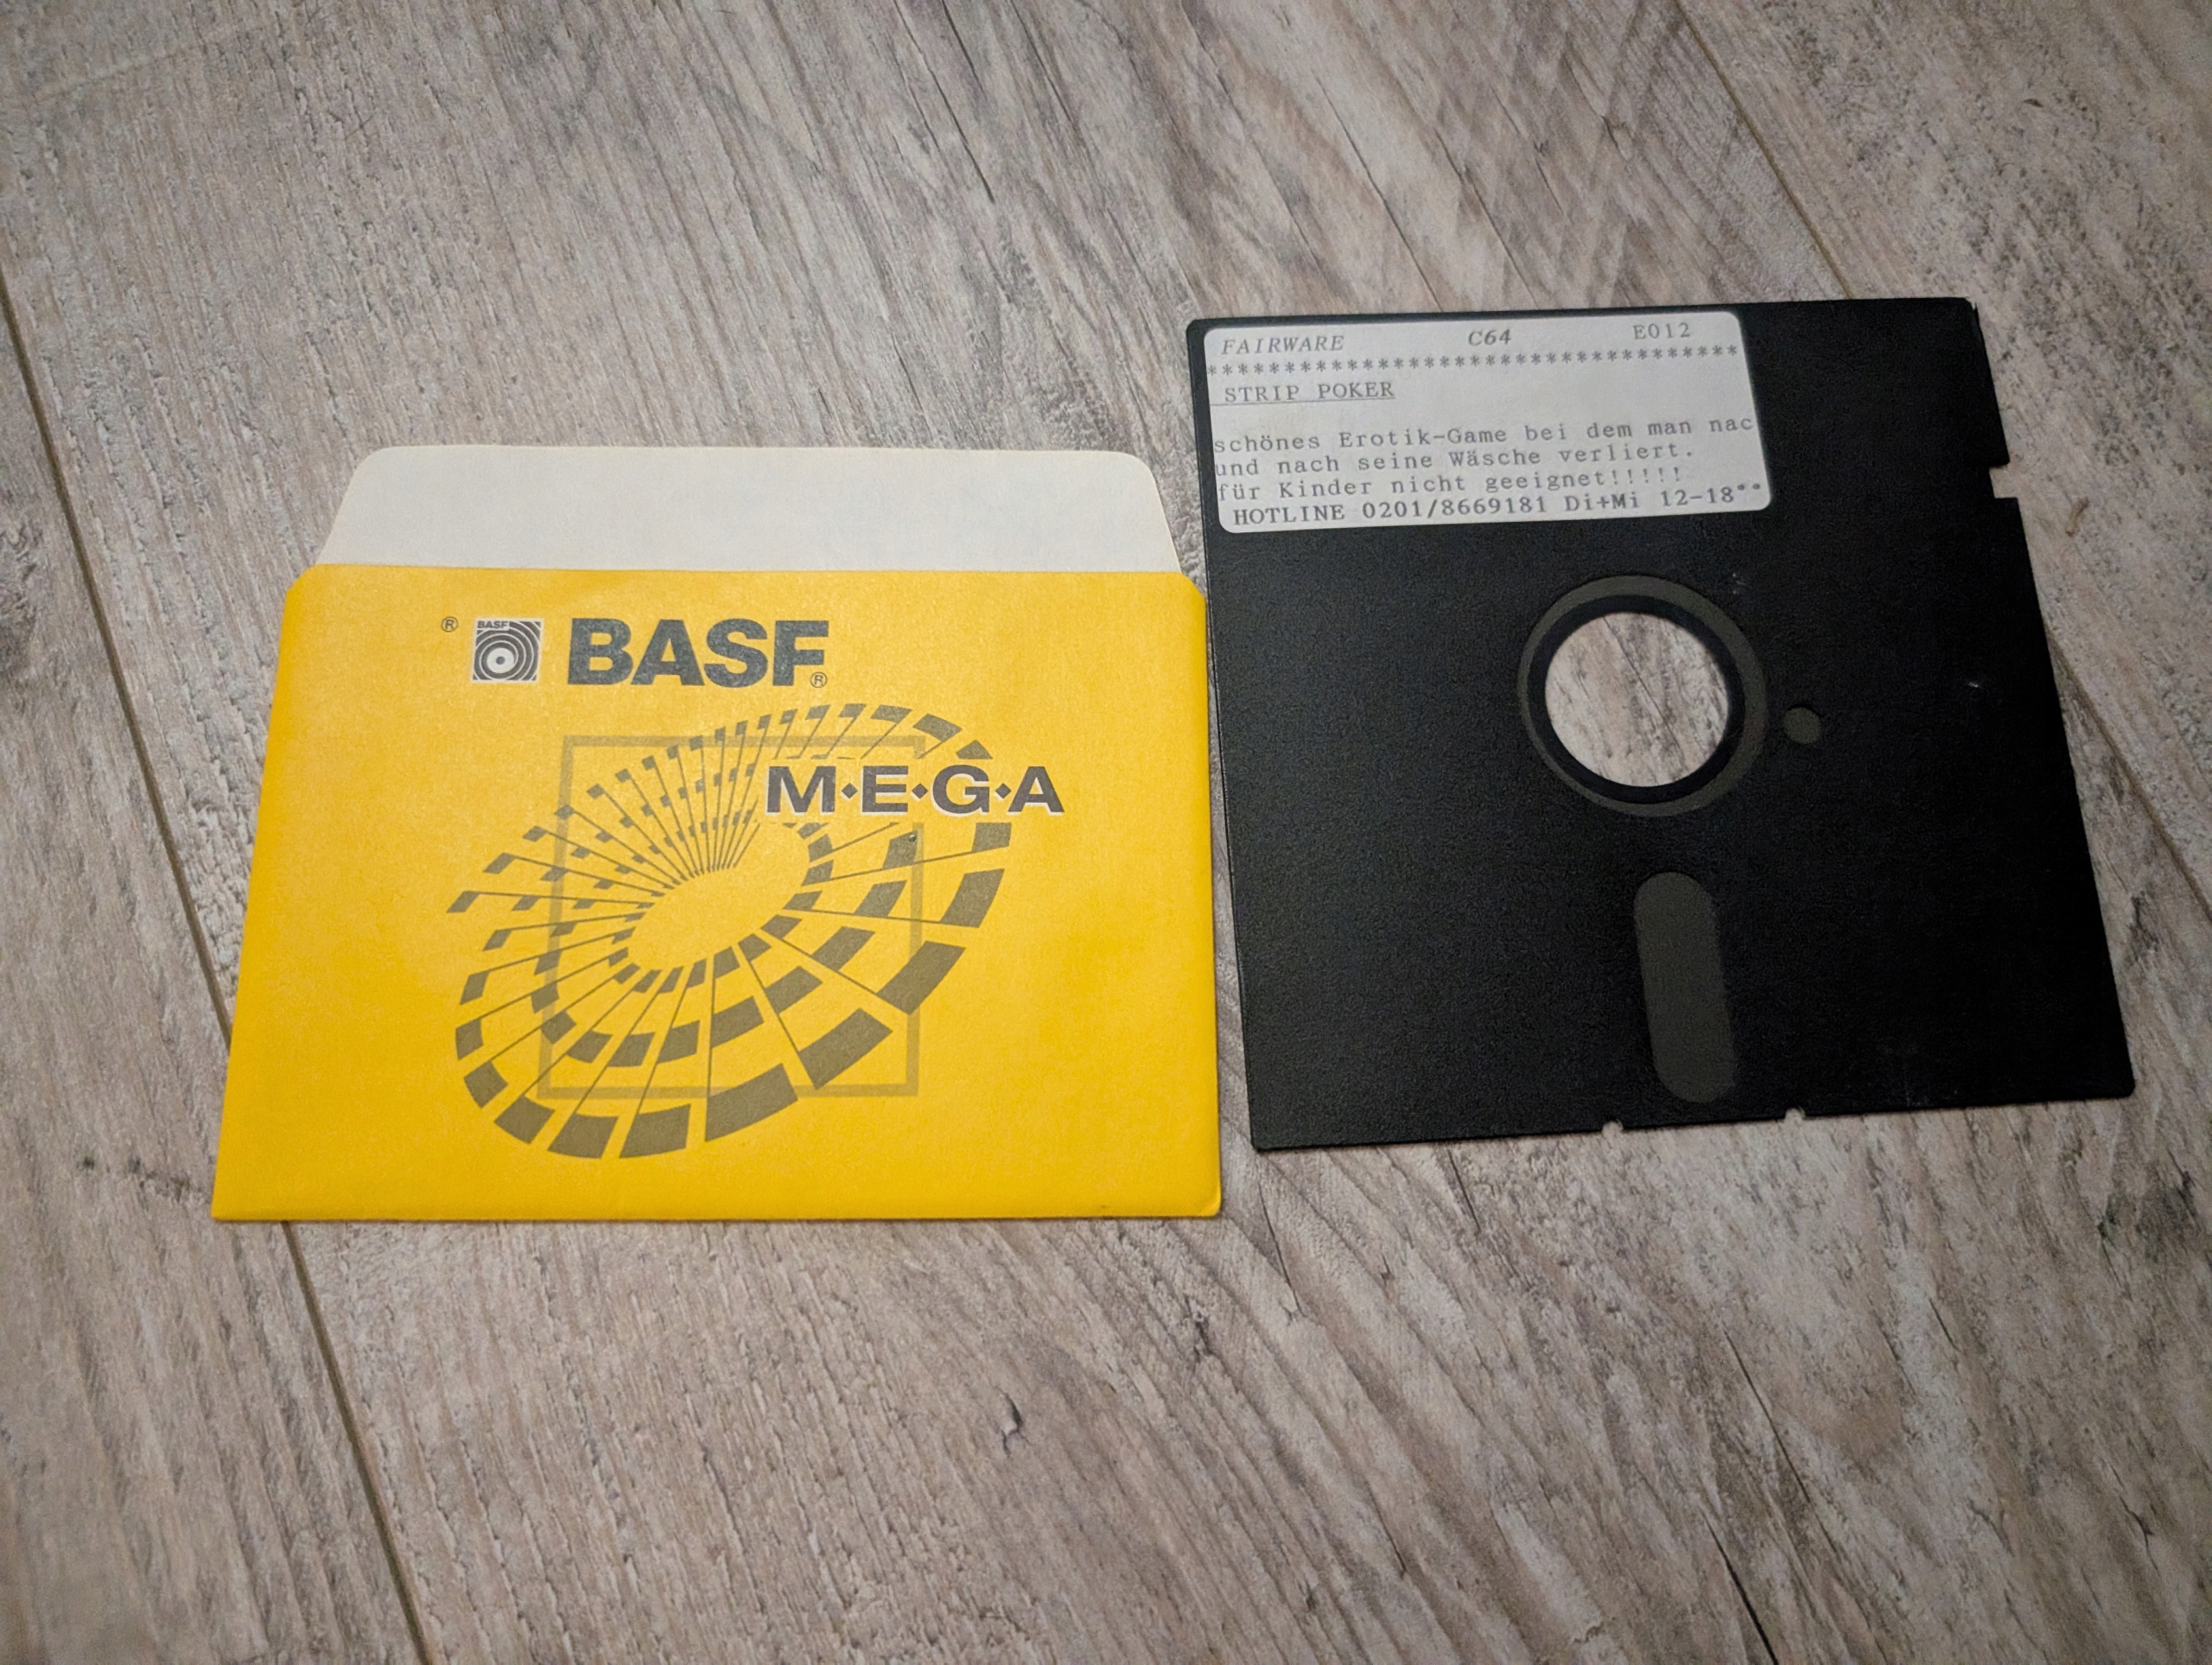 ® BASF BASF®
M·E·G·A
FAIRWARE C64 E012
**********************************
STRIP POKER
schönes Erotik-Game bei dem man nac
und nach seine Wäsche verliert.
für Kinder nicht geeignet!!!!!
HOTLINE 0201/8669181 Di+Mi 12-18°°